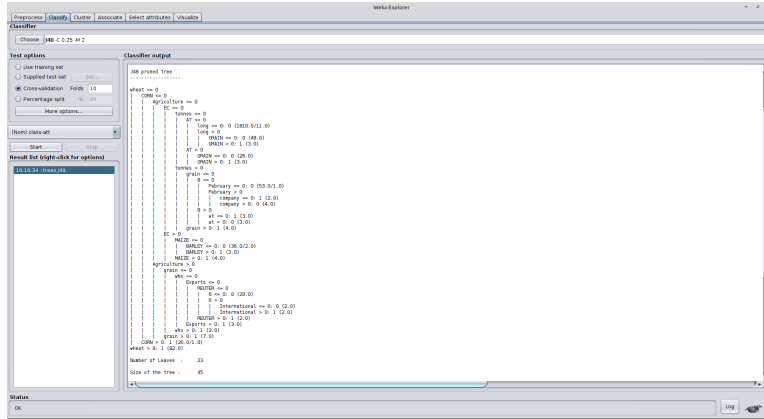 Weka Explorer
Preprocess Classify Cluster Associate Select attributes Visualize
Classifier
Choose J48 -C 0.25 -M 2
Test options
Use training set
Supplied test set Set...
Cross-validation Folds 10
Percentage split % 66
More options...
(Nom) class-att
Start Stop
Result list (right-click for options)
16:16:34 - trees.J48
Classifier output
J48 pruned tree
------------------
wheat <= 0
| CORN <= 0
| | Agriculture <= 0
| | | EC <= 0
| | | | tonnes <= 0
| | | | | AT <= 0
| | | | | | long <= 0: 0 (1810.0/11.0)
| | | | | | long > 0
| | | | | | | GRAIN <= 0: 0 (48.0)
| | | | | | | GRAIN > 0: 1 (3.0)
| | | | | AT > 0
| | | | | | GRAIN <= 0: 0 (26.0)
| | | | | | GRAIN > 0: 1 (3.0)
| | | | tonnes > 0
| | | | | grain <= 0
| | | | | | B <= 0
| | | | | | | February <= 0: 0 (53.0/1.0)
| | | | | | | February > 0
| | | | | | | | company <= 0: 1 (2.0)
| | | | | | | | company > 0: 0 (4.0)
| | | | | | B > 0
| | | | | | | at <= 0: 1 (3.0)
| | | | | | | at > 0: 0 (3.0)
| | | | | grain > 0: 1 (4.0)
| | | EC > 0
| | | | MAIZE <= 0
| | | | | BARLEY <= 0: 0 (36.0/2.0)
| | | | | BARLEY > 0: 1 (3.0)
| | | | MAIZE > 0: 1 (4.0)
| | Agriculture > 0
| | | grain <= 0
| | | | who <= 0
| | | | | Exports <= 0
| | | | | | REUTER <= 0
| | | | | | | 6 <= 0: 0 (29.0)
| | | | | | | 6 > 0
| | | | | | | | International <= 0: 0 (2.0)
| | | | | | | | International > 0: 1 (2.0)
| | | | | | REUTER > 0: 1 (2.0)
| | | | | Exports > 0: 1 (3.0)
| | | | who > 0: 1 (3.0)
| | | grain > 0: 1 (7.0)
| CORN > 0: 1 (26.0/1.0)
wheat > 0: 1 (82.0)
Number of Leaves : 23
Size of the tree : 45
Status
OK
Log